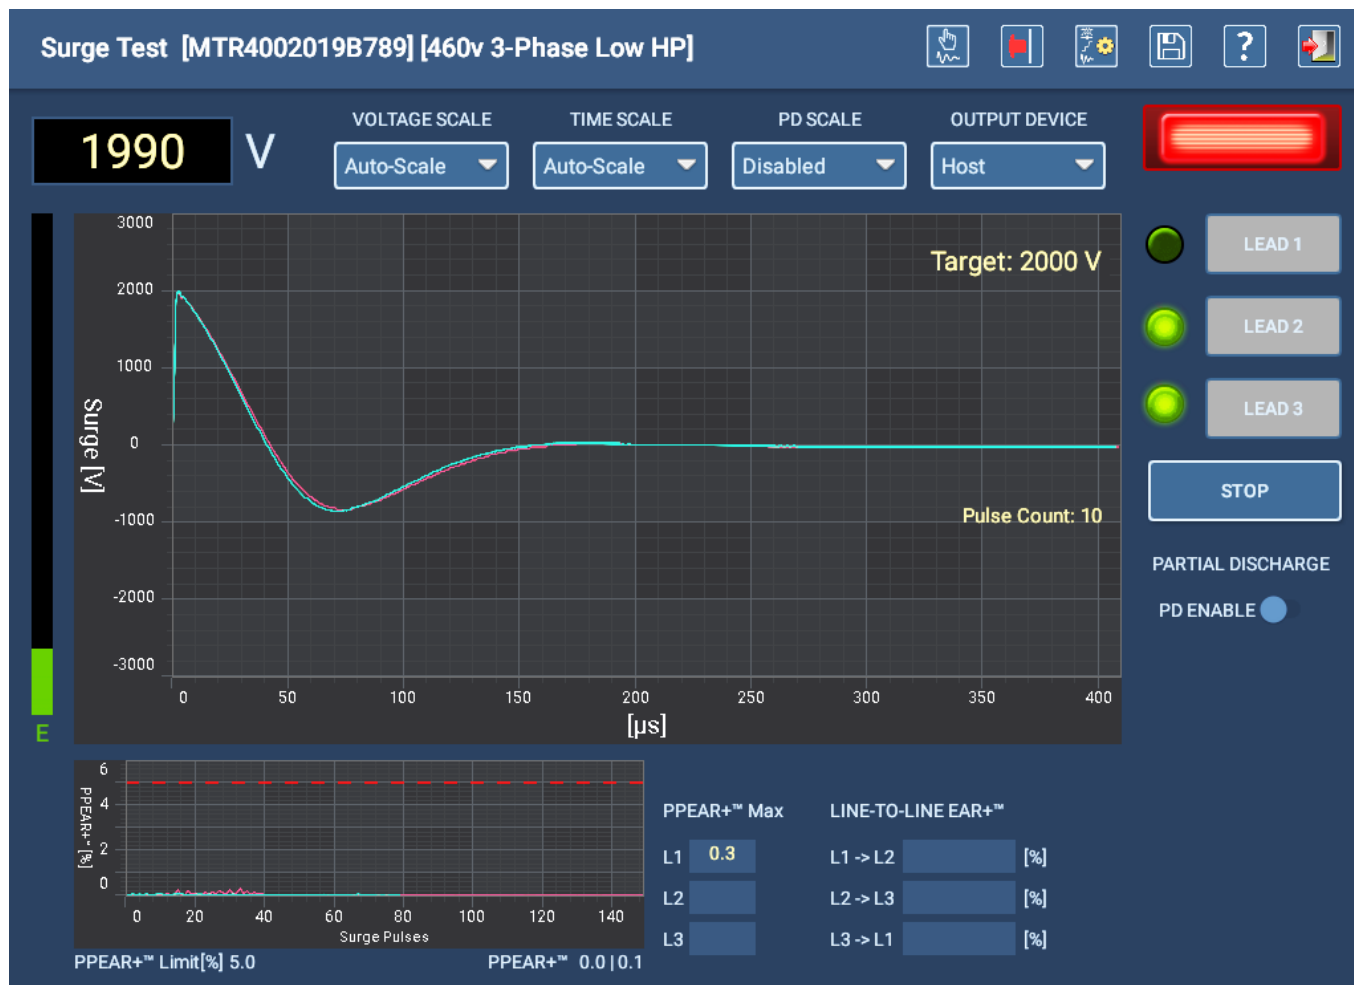 Surge Test [MTR4002019B789] [460v 3-Phase Low HP]
1990 V
VOLTAGE SCALE
TIME SCALE
PD SCALE
OUTPUT DEVICE
Auto-Scale
Auto-Scale
Disabled
Host
LEAD 1
LEAD 2
LEAD 3
STOP
PARTIAL DISCHARGE
PD ENABLE
Target: 2000 V
Pulse Count: 10
Surge [V]
3000
2000
1000
0
-1000
-2000
-3000
0 50 100 150 200 250 300 350 400
[µs]
E
PPEAR+™ [%]
6
4
2
0
0 20 40 60 80 100 120 140
Surge Pulses
PPEAR+™ Limit[%] 5.0
PPEAR+™ 0.0|0.1
PPEAR+™ Max
L1 0.3
L2
L3
LINE-TO-LINE EAR+™
L1 -> L2 [%]
L2 -> L3 [%]
L3 -> L1 [%]